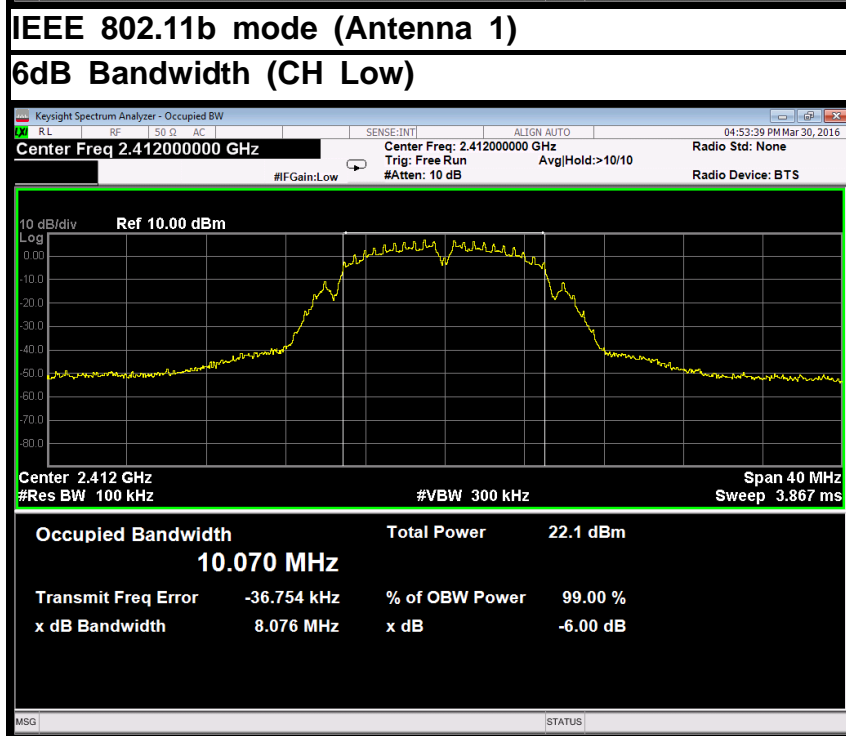 IEEE 802.11b mode (Antenna 1)
6dB Bandwidth (CH Low)
Keysight Spectrum Analyzer - Occupied BW
LXI RL RF 50 Ω AC SENSE:INT ALIGN AUTO 04:53:39 PM Mar 30, 2016
Center Freq 2.412000000 GHz Center Freq: 2.412000000 GHz Radio Std: None
Trig: Free Run Avg|Hold:>10/10
#IFGain:Low #Atten: 10 dB Radio Device: BTS
10 dB/div Ref 10.00 dBm
Log
0.00
-10.0
-20.0
-30.0
-40.0
-50.0
-60.0
-70.0
-80.0
Center 2.412 GHz Span 40 MHz
#Res BW 100 kHz #VBW 300 kHz Sweep 3.867 ms
Occupied Bandwidth Total Power 22.1 dBm
10.070 MHz
Transmit Freq Error -36.754 kHz % of OBW Power 99.00 %
x dB Bandwidth 8.076 MHz x dB -6.00 dB
MSG STATUS